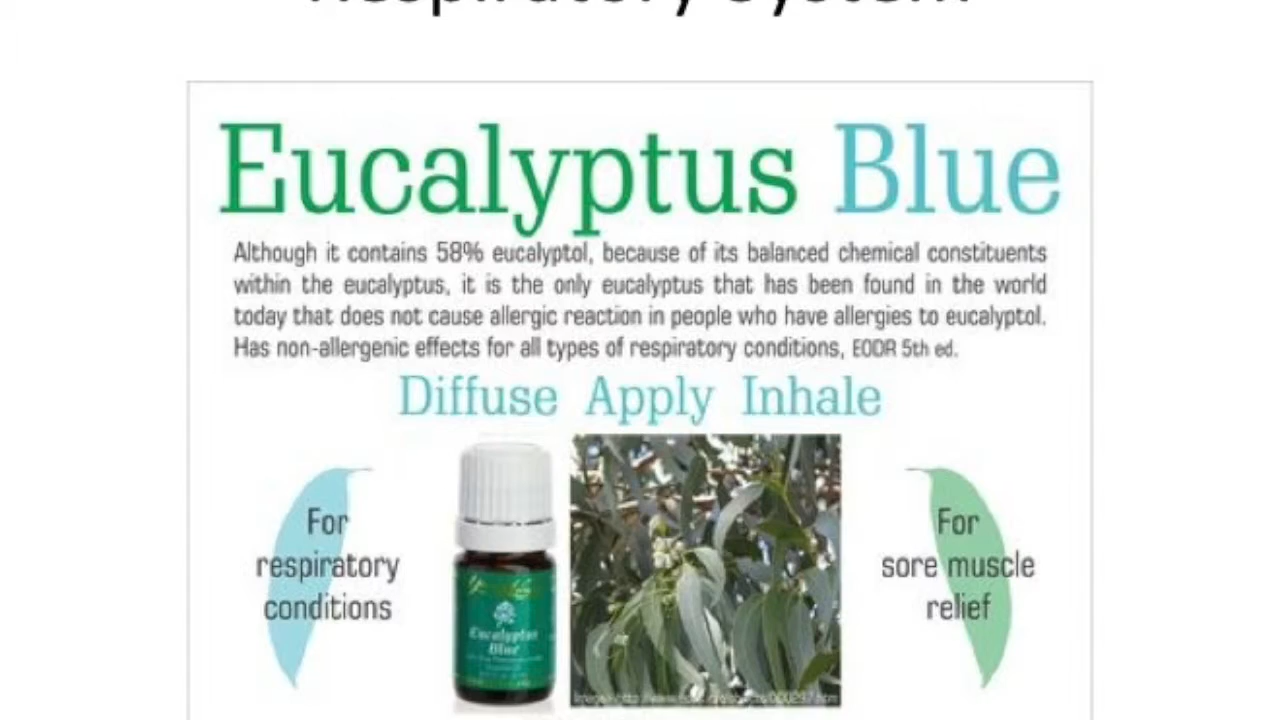 Respiratory System
Eucalyptus Blue
Although it contains 58% eucalyptol, because of its balanced chemical constituents
within the eucalyptus, it is the only eucalyptus that has been found in the world
today that does not cause allergic reaction in people who have allergies to eucalyptol.
Has non-allergenic effects for all types of respiratory conditions, EODR 5th ed.
Diffuse Apply Inhale
For
respiratory
conditions
Eucalyptus
Blue
For
sore muscle
relief